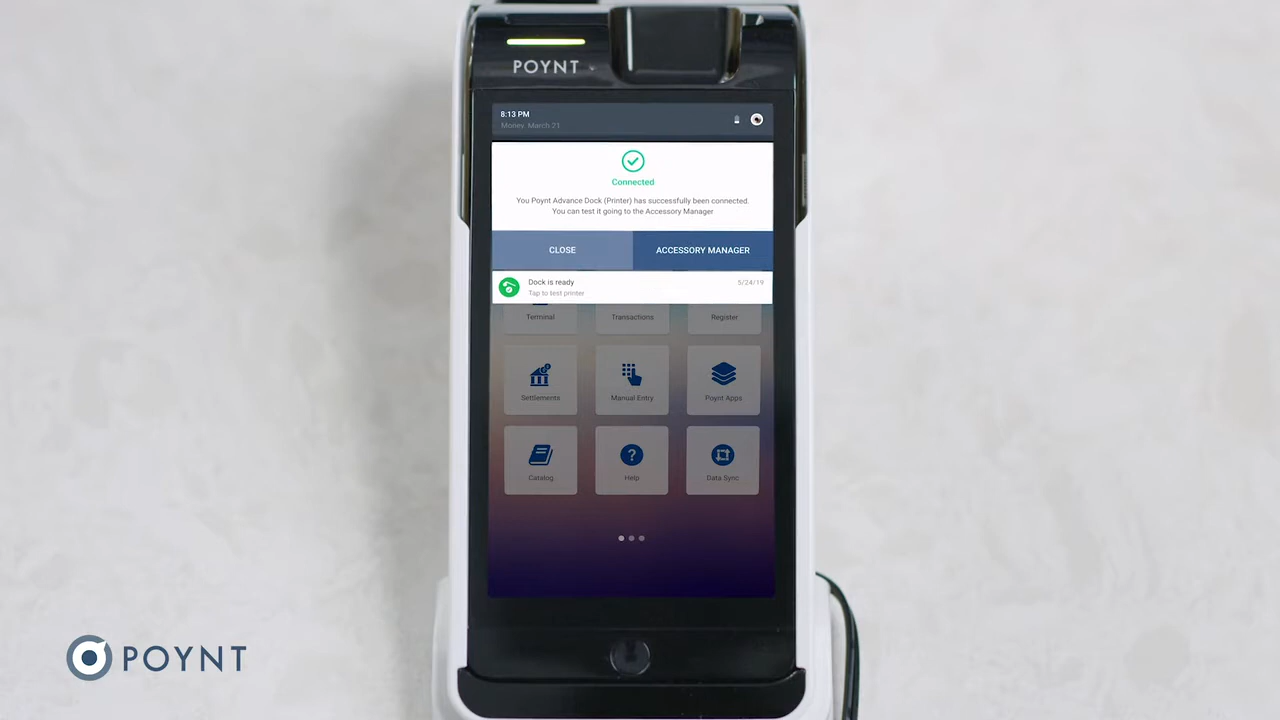 POYNT
8:13 PM
Money, March 21
Connected
You Poynt Advance Dock (Printer) has successfully been connected.
You can test it going to the Accessory Manager
CLOSE
ACCESSORY MANAGER
Dock is ready
5/24/19
Tap to test printer
Terminal
Transactions
Register
Settlements
Manual Entry
Poynt Apps
Catalog
?
Help
Data Sync
POYNT